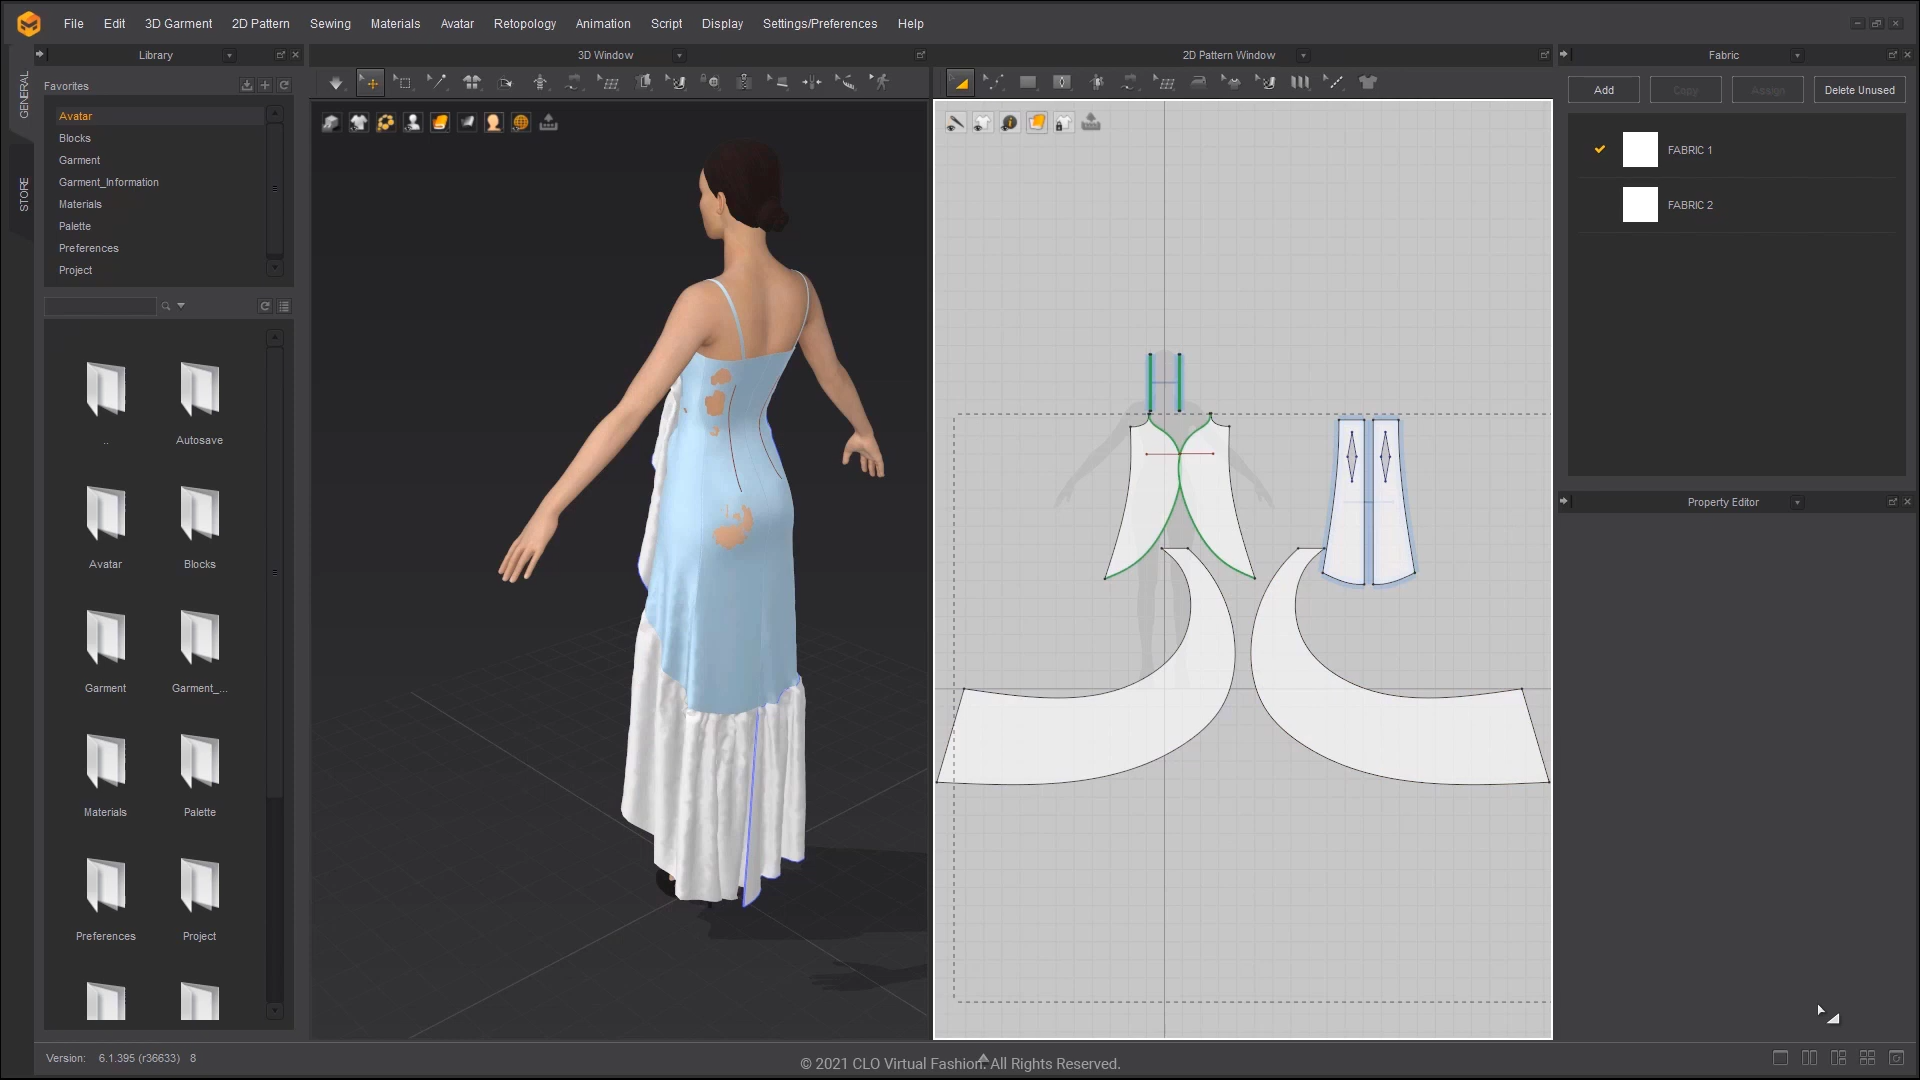 File Edit 3D Garment 2D Pattern Sewing Materials Avatar Retopology Animation Script Display Settings/Preferences Help
Library
3D Window
2D Pattern Window
Fabric
GENERAL
STORE
Favorites
Avatar
Blocks
Garment
Garment_Information
Materials
Palette
Preferences
Project
..
Autosave
Avatar
Blocks
Garment
Garment_...
Materials
Palette
Preferences
Project
Add
Copy
Assign
Delete Unused
FABRIC 1
FABRIC 2
Property Editor
Version: 6.1.395 (r36633) 8
© 2021 CLO Virtual Fashion. All Rights Reserved.